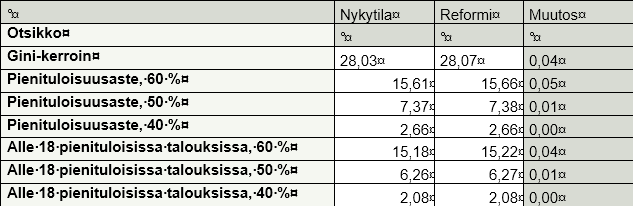 °¤ Nykytila¤ Reformi¤ Muutos¤
Otsikko¤ °¤ °¤ °¤
Gini-kerroin¤ 28,03¤ 28,07¤ 0,04¤
Pienituloisuusaste,·60·%¤ 15,61¤ 15,66¤ 0,05¤
Pienituloisuusaste,·50·%¤ 7,37¤ 7,38¤ 0,01¤
Pienituloisuusaste,·40·%¤ 2,66¤ 2,66¤ 0,00¤
Alle·18·pienituloisissa·talouksissa,·60·%¤ 15,18¤ 15,22¤ 0,04¤
Alle·18·pienituloisissa·talouksissa,·50·%¤ 6,26¤ 6,27¤ 0,01¤
Alle·18·pienituloisissa·talouksissa,·40·%¤ 2,08¤ 2,08¤ 0,00¤